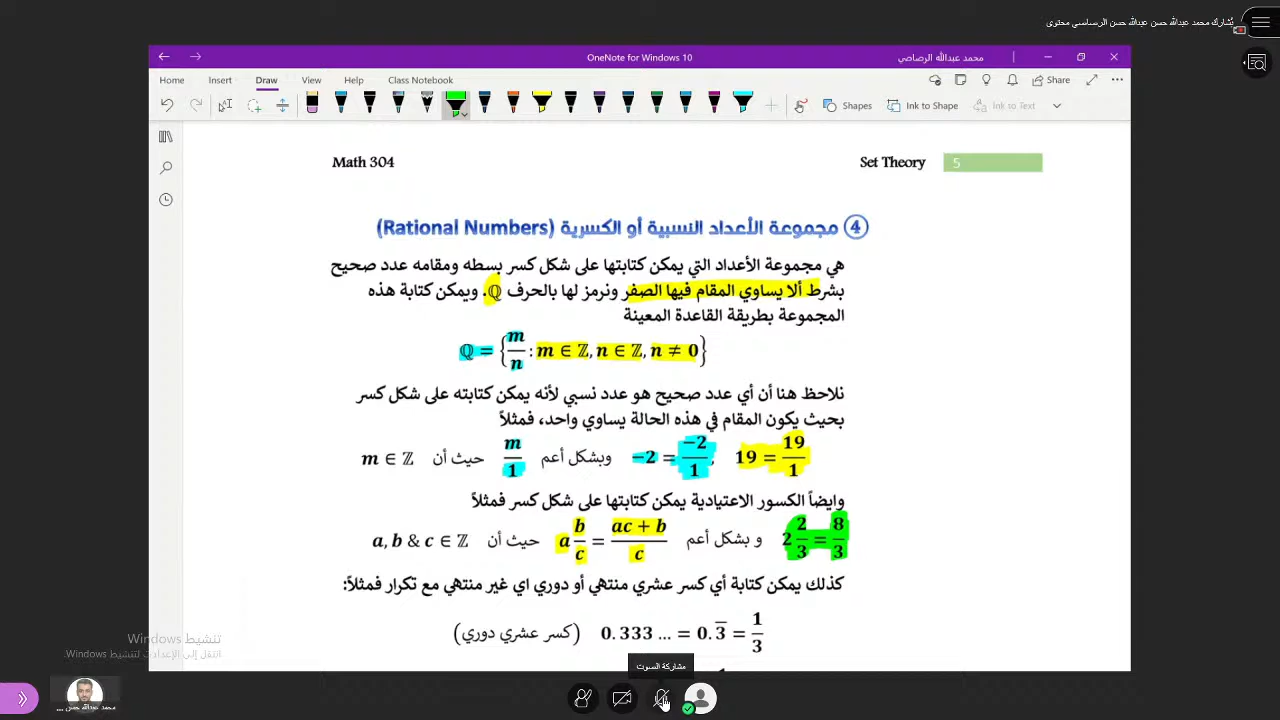 يُشارك محمد عبدالله حسن عبدالله حسن الرصاصي محتوى
OneNote for Windows 10
محمد عبدالله الرصاصي
Home Insert Draw View Help Class Notebook
Share
Shapes Ink to Shape Ink to Text
Math 304
Set Theory 5
④ مجموعة الأعداد النسبية أو الكسرية (Rational Numbers)
هي مجموعة الأعداد التي يمكن كتابتها على شكل كسر بسطه ومقامه عدد صحيح
بشرط ألا يساوي المقام فيها الصفر ونرمز لها بالحرف ℚ. ويمكن كتابة هذه
المجموعة بطريقة القاعدة المعينة
ℚ = {m/n : m ∈ ℤ, n ∈ ℤ, n ≠ 0}
نلاحظ هنا أن أي عدد صحيح هو عدد نسبي لأنه يمكن كتابته على شكل كسر
بحيث يكون المقام في هذه الحالة يساوي واحد، فمثلاً
19 = 19/1 , −2 = −2/1 وبشكل أعم m/1 حيث أن m ∈ ℤ
وايضاً الكسور الاعتيادية يمكن كتابتها على شكل كسر فمثلاً
2 2/3 = 8/3 و بشكل أعم a b/c = ac + b/c حيث أن a, b & c ∈ ℤ
كذلك يمكن كتابة أي كسر عشري منتهي أو دوري اي غير منتهي مع تكرار فمثلاً:
0.333 ... = 0.3̅ = 1/3 (كسر عشري دوري)
تنشيط Windows
انتقل إلى الإعدادات لتنشيط Windows.
مشاركة الصوت
محمد عبدالله حسن ...